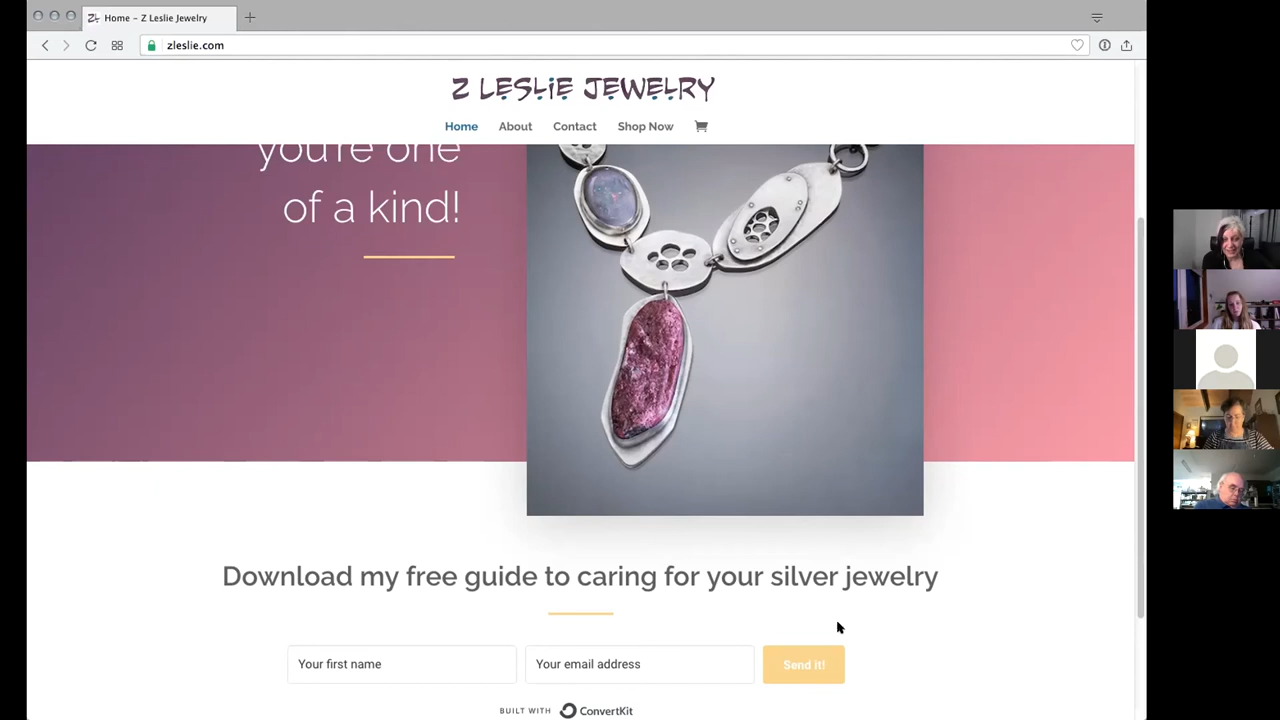 Home – Z Leslie Jewelry
zleslie.com
Z LESLIE JEWELRY
Home About Contact Shop Now
you're one
of a kind!
Download my free guide to caring for your silver jewelry
Your first name Your email address Send it!
BUILT WITH ConvertKit